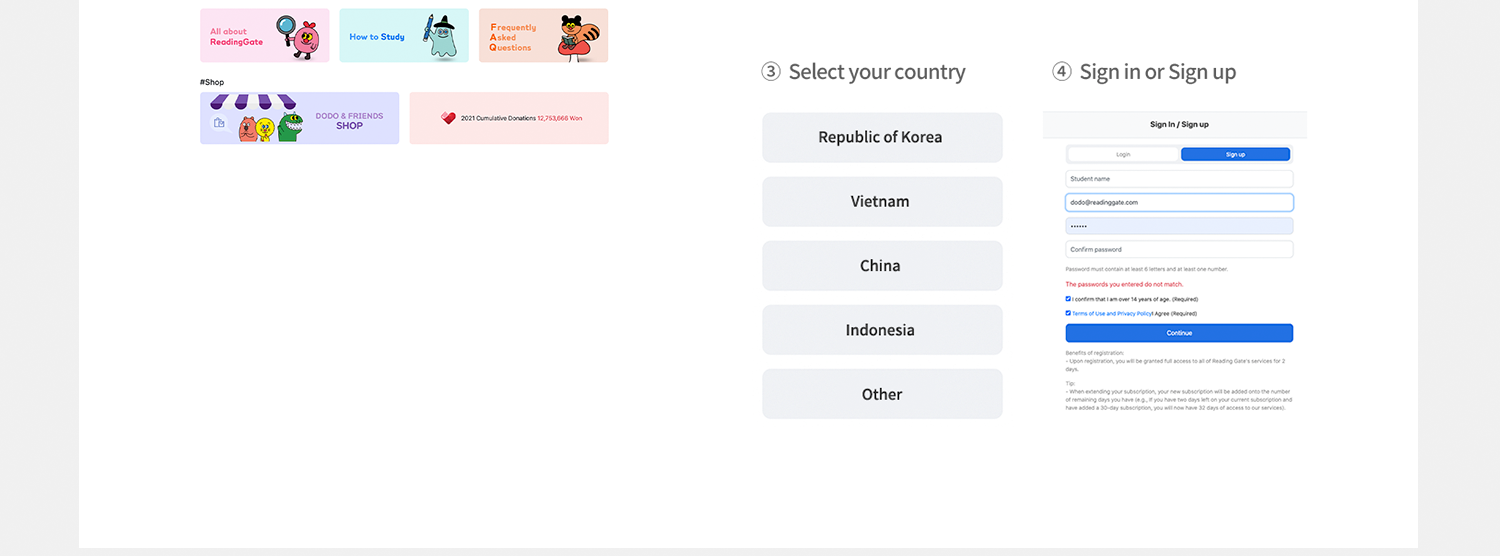 All about
ReadingGate
How to Study
Frequently
Asked
Questions
#Shop
DODO & FRIENDS
SHOP
2021 Cumulative Donations 12,753,666 Won
③ Select your country
Republic of Korea
Vietnam
China
Indonesia
Other
④ Sign in or Sign up
Sign In / Sign up
Login
Sign up
Student name
dodo@readinggate.com
••••••
Confirm password
Password must contain at least 6 letters and at least one number.
The passwords you entered do not match.
I confirm that I am over 14 years of age. (Required)
Terms of Use and Privacy PolicyI Agree (Required)
Continue
Benefits of registration:
- Upon registration, you will be granted full access to all of Reading Gate's services for 2
days.
Tip:
- When extending your subscription, your new subscription will be added onto the number
of remaining days you have (e.g., if you have two days left on your current subscription and
have added a 30-day subscription, you will now have 32 days of access to our services).